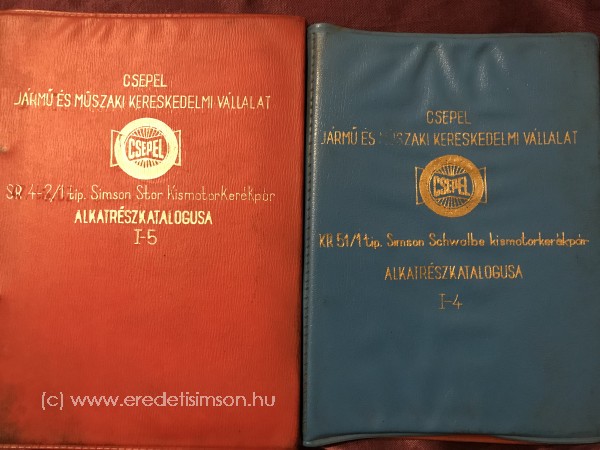 CSEPEL
JÁRMŰ ÉS MŰSZAKI KERESKEDELMI VÁLLALAT
CSEPEL
SR 4-2/1 tip. Simson Star Kismotorkerékpár
ALKATRÉSZKATALOGUSA
I-5
CSEPEL
JÁRMŰ ÉS MŰSZAKI KERESKEDELMI VÁLLALAT
CSEPEL
KR 51/1 tip. Simson Schwalbe kismotorkerékpár
ALKATRÉSZKATALOGUSA
I-4
(c) www.eredetisimson.hu